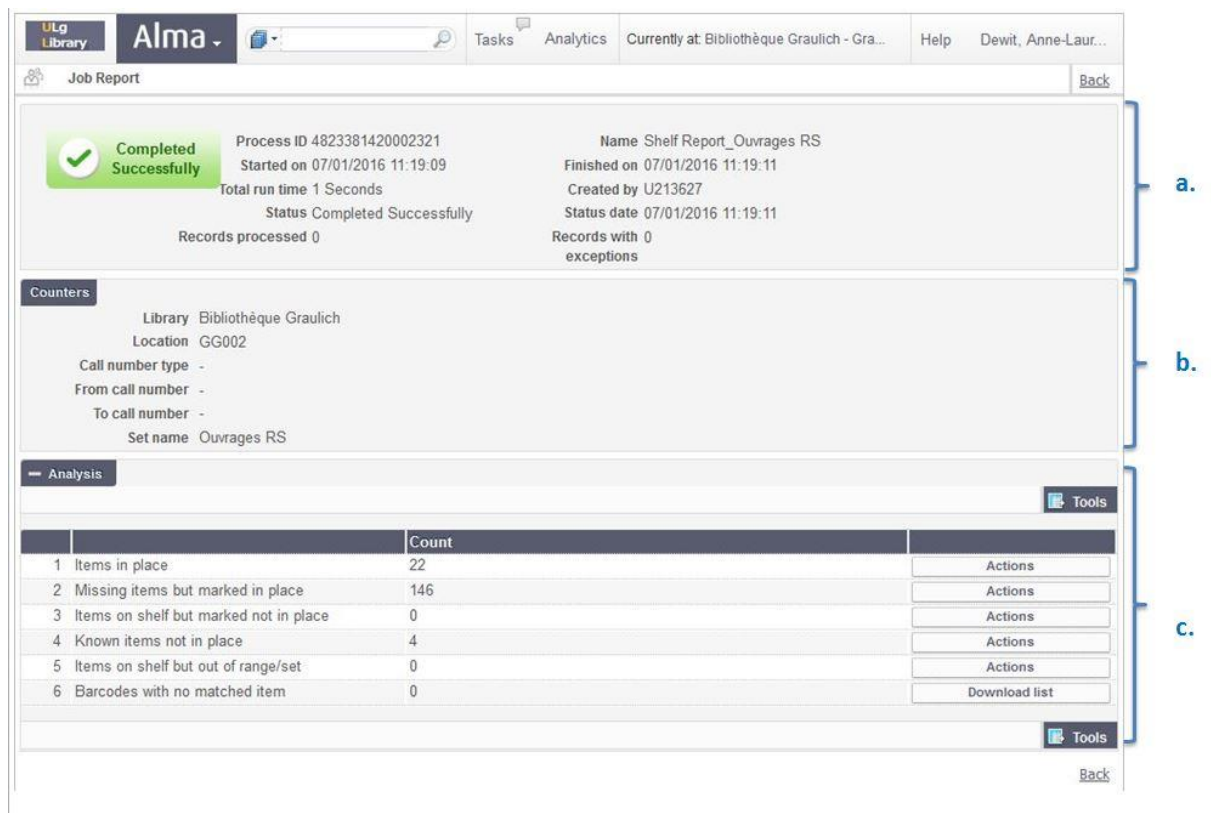 ULg Library Alma Tasks Analytics Currently at: Bibliothèque Graulich - Gra... Help Dewit, Anne-Laur...
Job Report Back
Completed Successfully
Process ID 4823381420002321 Name Shelf Report_Ouvrages RS
Started on 07/01/2016 11:19:09 Finished on 07/01/2016 11:19:11
Total run time 1 Seconds Created by U213627
Status Completed Successfully Status date 07/01/2016 11:19:11
Records processed 0 Records with exceptions 0
a.
Counters
Library Bibliothèque Graulich
Location GG002
Call number type -
From call number -
To call number -
Set name Ouvrages RS
b.
– Analysis
Tools
Count
1 Items in place 22 Actions
2 Missing items but marked in place 146 Actions
3 Items on shelf but marked not in place 0 Actions
4 Known items not in place 4 Actions
5 Items on shelf but out of range/set 0 Actions
6 Barcodes with no matched item 0 Download list
c.
Tools
Back